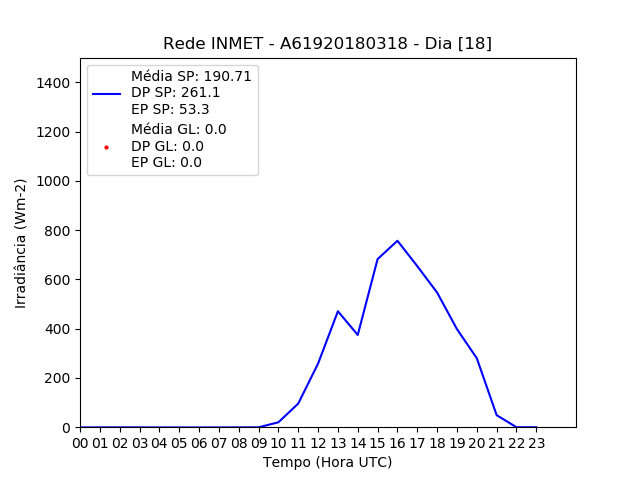 Rede INMET - A61920180318 - Dia [18]
Média SP: 190.71
DP SP: 261.1
EP SP: 53.3
Média GL: 0.0
DP GL: 0.0
EP GL: 0.0
1400
1200
1000
800
600
400
200
0
Irradiância (Wm-2)
00 01 02 03 04 05 06 07 08 09 10 11 12 13 14 15 16 17 18 19 20 21 22 23
Tempo (Hora UTC)